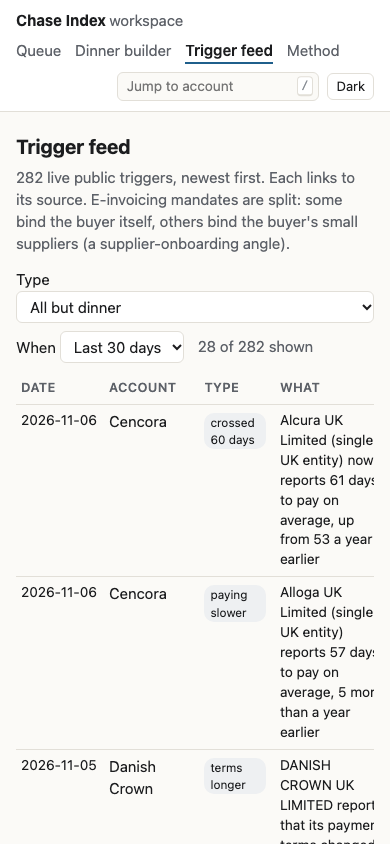 Chase Index workspace
Queue Dinner builder Trigger feed Method
Jump to account / Dark
Trigger feed
282 live public triggers, newest first. Each links to
its source. E-invoicing mandates are split: some
bind the buyer itself, others bind the buyer's small
suppliers (a supplier-onboarding angle).
Type
All but dinner
When Last 30 days 28 of 282 shown
DATE ACCOUNT TYPE WHAT
2026-11-06 Cencora crossed 60 days Alcura UK
Limited (single
UK entity) now
reports 61 days
to pay on
average, up
from 53 a year
earlier
2026-11-06 Cencora paying slower Alloga UK
Limited (single
UK entity)
reports 57 days
to pay on
average, 5 mor
than a year
earlier
2026-11-05 Danish Crown terms longer DANISH
CROWN UK
LIMITED report
that its paymer